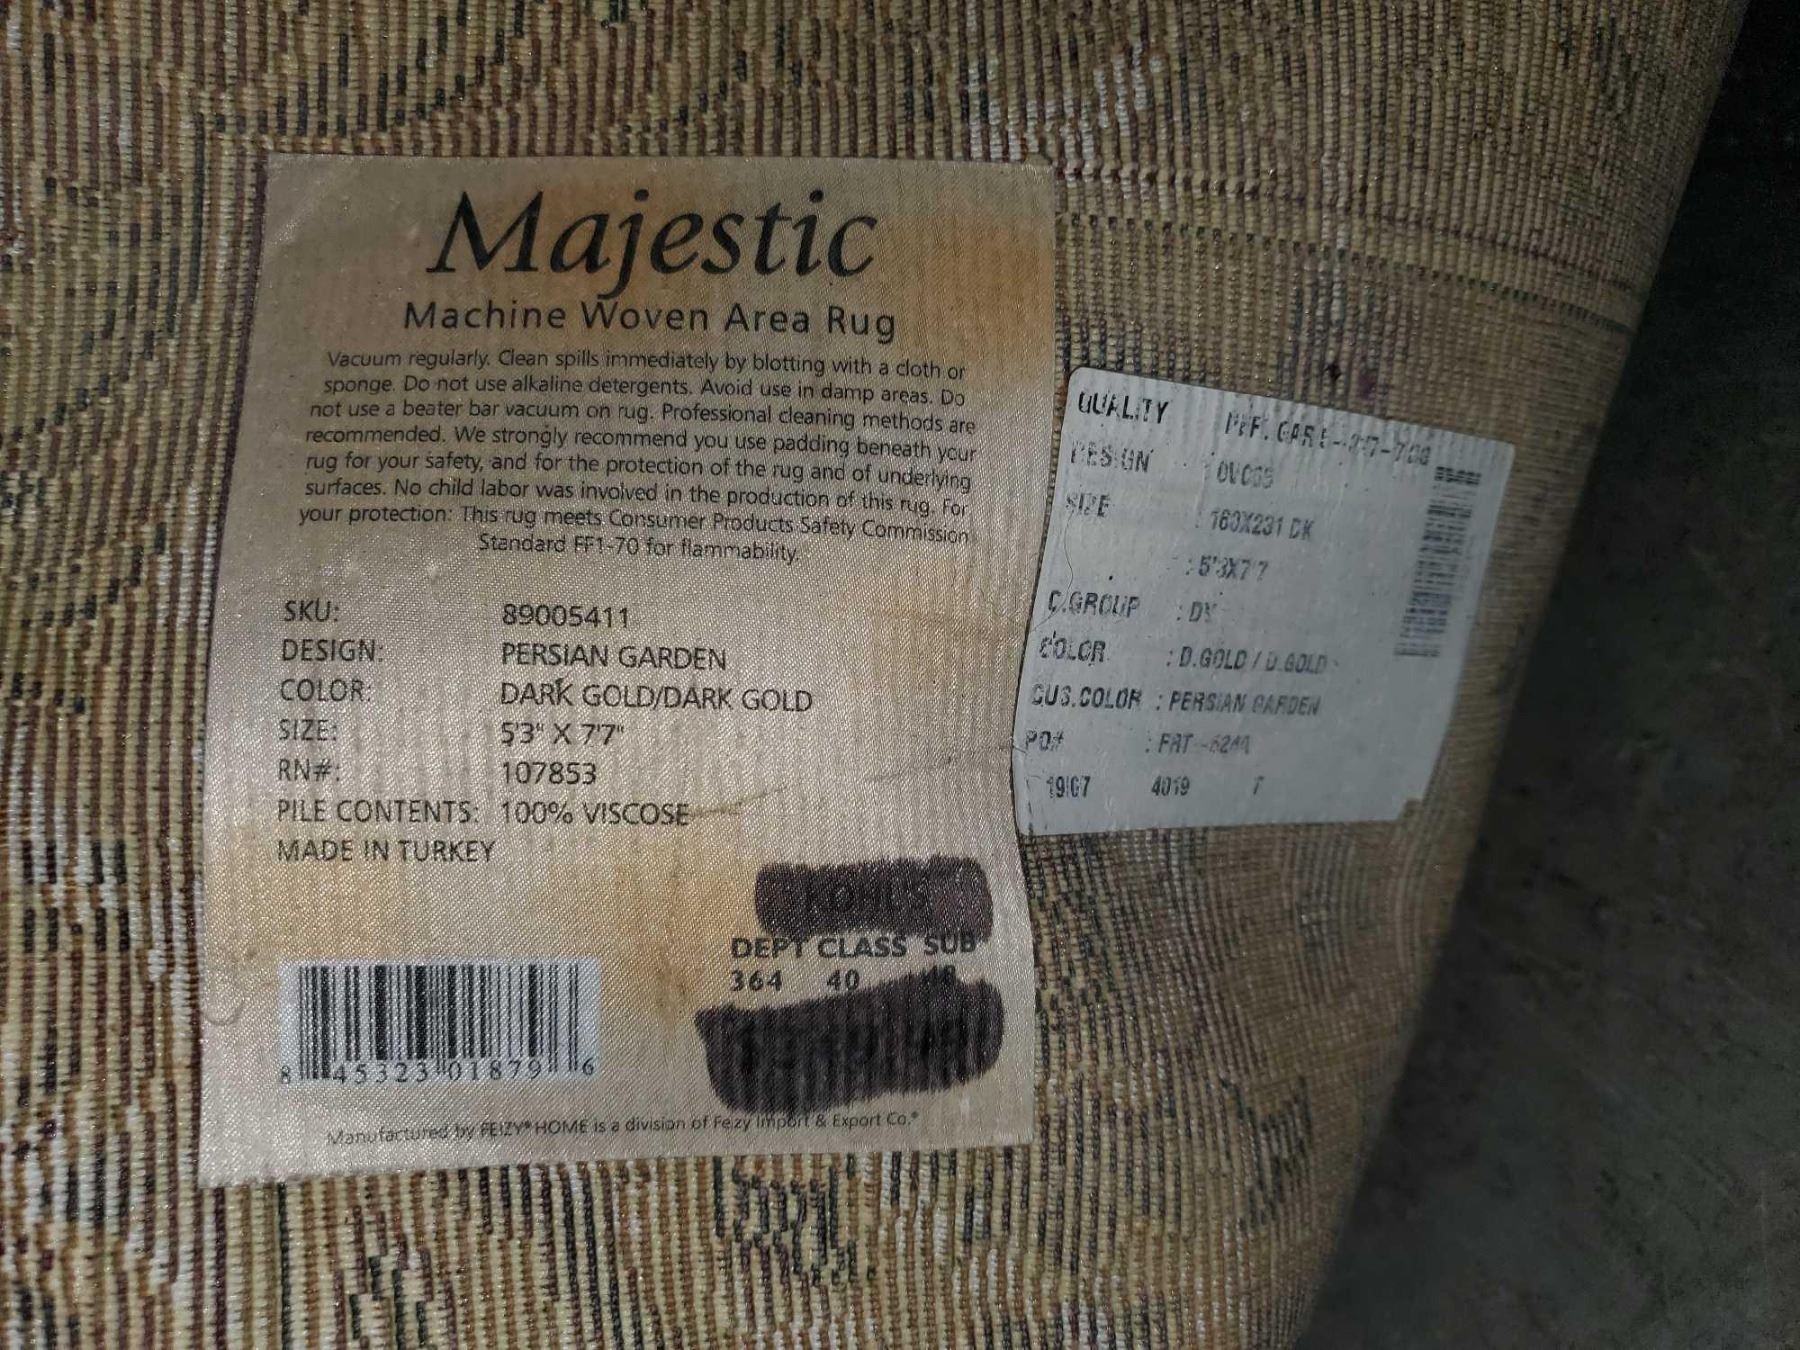 Majestic
Machine Woven Area Rug
Vacuum regularly. Clean spills immediately by blotting with a cloth or
sponge. Do not use alkaline detergents. Avoid use in damp areas. Do
not use a beater bar vacuum on rug. Professional cleaning methods are
recommended. We strongly recommend you use padding beneath your
rug for your safety, and for the protection of the rug and of underlying
surfaces. No child labor was involved in the production of this rug. For
your protection: This rug meets Consumer Products Safety Commission
Standard FF1-70 for flammability.
SKU: 89005411
DESIGN: PERSIAN GARDEN
COLOR: DARK GOLD/DARK GOLD
SIZE: 5'3" X 7'7"
RN#: 107853
PILE CONTENTS: 100% VISCOSE
MADE IN TURKEY
KOHL'S
DEPT CLASS SUB
364 40
8 45323 01879 6
Manufactured by FEIZY® HOME is a division of Feizy Import & Export Co.®
QUALITY
DESIGN
SIZE : 160X231 DK
: 5'3X7'7
C.GROUP : DY
COLOR : D.GOLD / D.GOLD
CUS.COLOR : PERSIAN GARDEN
PO# : FRT
4019